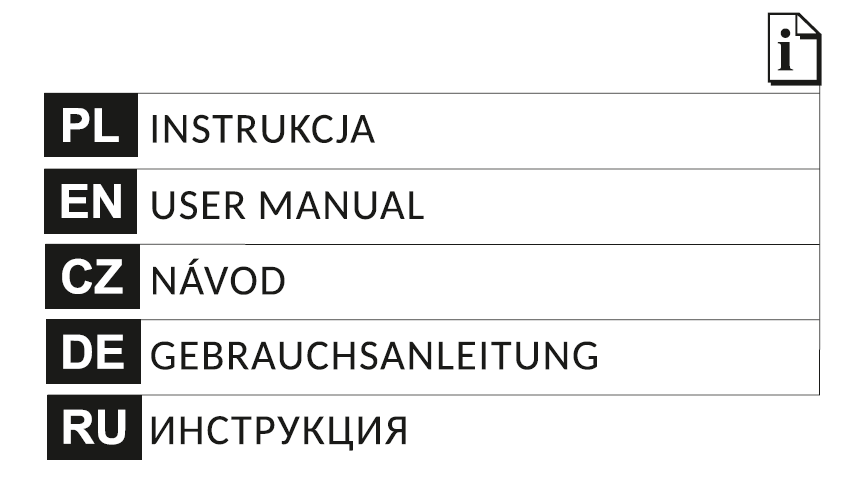 i
PL INSTRUKCJA
EN USER MANUAL
CZ NÁVOD
DE GEBRAUCHSANLEITUNG
RU ИНСТРУКЦИЯ